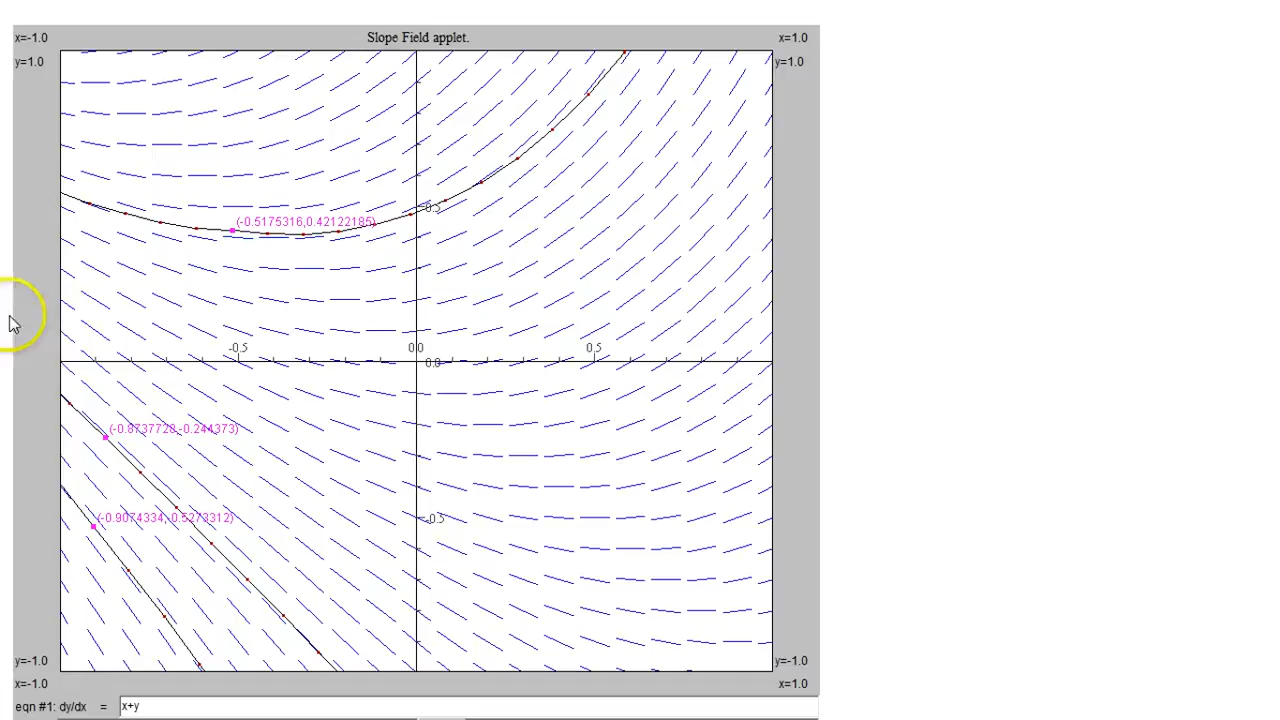 x=-1.0 Slope Field applet. x=1.0
y=1.0 y=1.0
0.5
(-0.5175316,0.42122185)
-0.5 0.0 0.5
0.0
(-0.8737728,-0.244373)
(-0.9074334,-0.5273312)
-0.5
y=-1.0 y=-1.0
x=-1.0 x=1.0
eqn #1: dy/dx = x+y